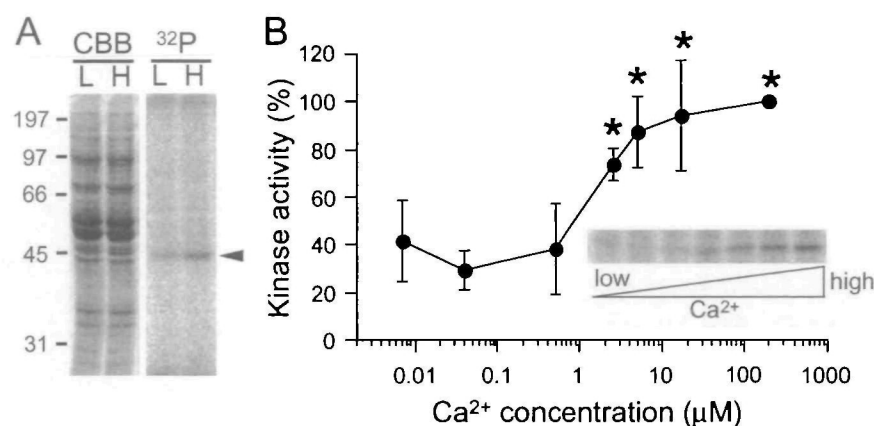 A
CBB 32P
L H L H
197
97
66
45
31
B
Kinase activity (%)
120
100
80
60
40
20
0
* * * *
low
high
Ca2+
0.01 0.1 1 10 100 1000
Ca2+ concentration (μM)